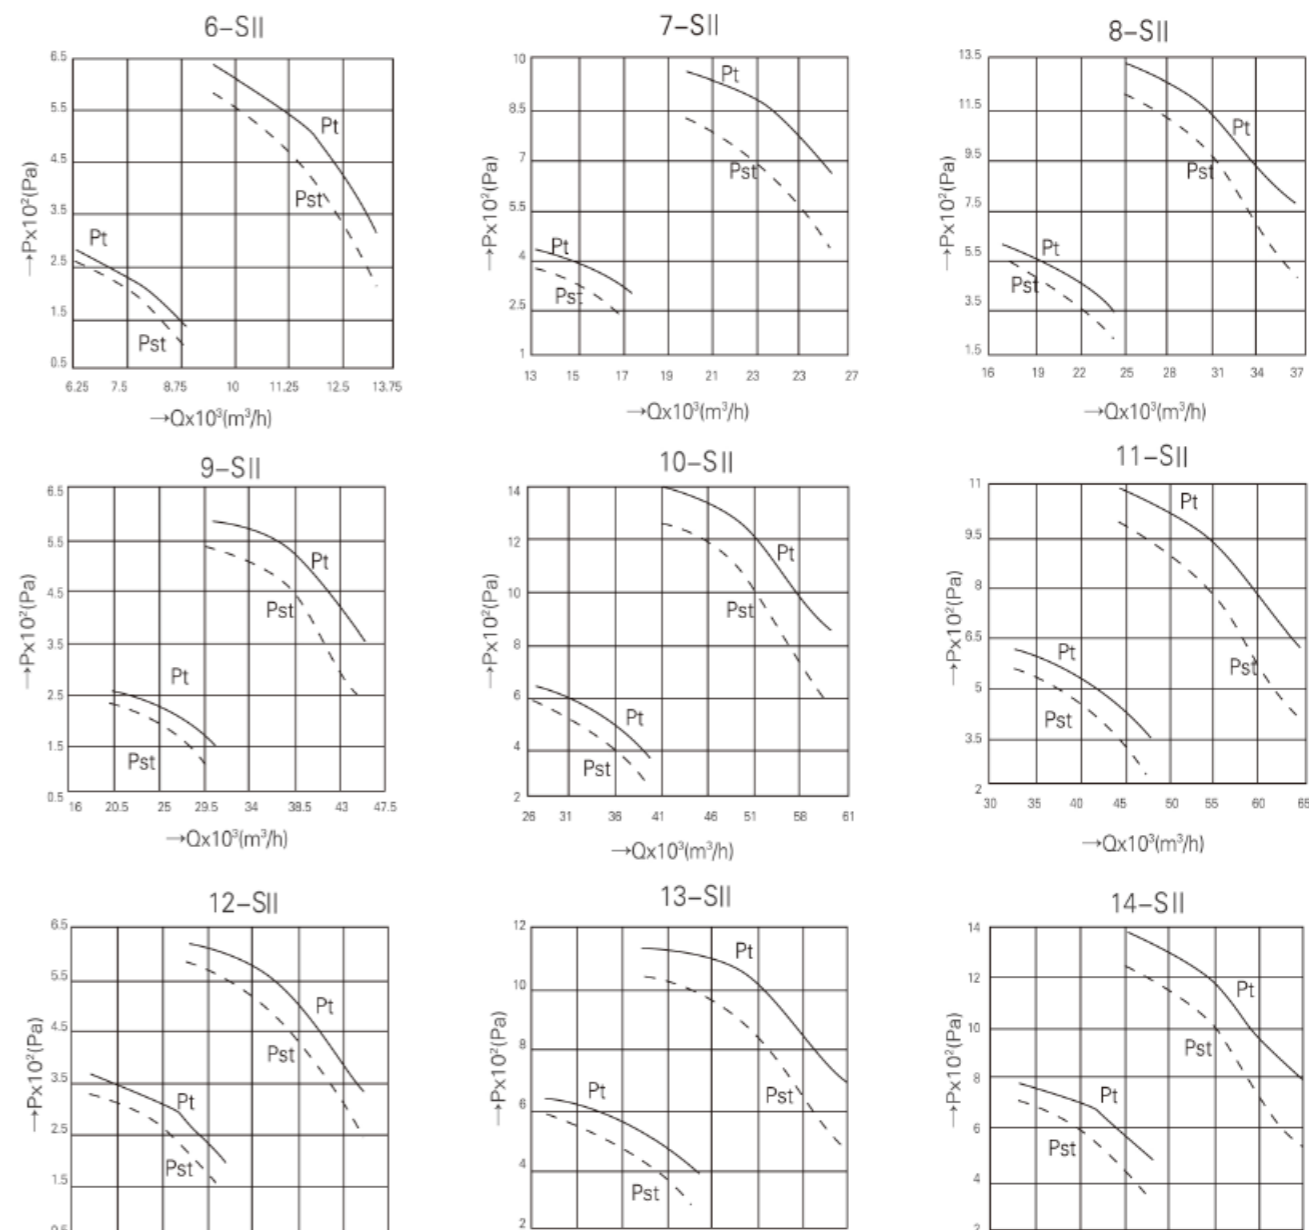 6–SII
6.5
5.5
4.5
3.5
2.5
1.5
0.5
→Px10²(Pa)
Pt
Pst
Pt
Pst
6.25 7.5 8.75 10 11.25 12.5 13.75
→Qx10³(m³/h)
7–SII
10
8.5
7
5.5
4
2.5
1
→Px10²(Pa)
Pt
Pst
Pt
Pst
13 15 17 19 21 23 23 27
→Qx10³(m³/h)
8–SII
13.5
11.5
9.5
7.5
5.5
3.5
1.5
→Px10²(Pa)
Pt
Pst
Pt
Pst
16 19 22 25 28 31 34 37
→Qx10³(m³/h)
9–SII
6.5
5.5
4.5
3.5
2.5
1.5
0.5
→Px10²(Pa)
Pt
Pst
Pt
Pst
16 20.5 25 29.5 34 38.5 43 47.5
→Qx10³(m³/h)
10–SII
14
12
10
8
6
4
2
→Px10²(Pa)
Pt
Pst
Pt
Pst
26 31 36 41 46 51 56 61
→Qx10³(m³/h)
11–SII
11
9.5
8
6.5
5
3.5
2
→Px10²(Pa)
Pt
Pst
Pt
Pst
30 35 40 45 50 55 60 65
→Qx10³(m³/h)
12–SII
6.5
5.5
4.5
3.5
2.5
1.5
0.5
→Px10²(Pa)
Pt
Pst
Pt
Pst
13–SII
12
10
8
6
4
2
→Px10²(Pa)
Pt
Pst
Pt
Pst
14–SII
14
12
10
8
6
4
2
→Px10²(Pa)
Pt
Pst
Pt
Pst